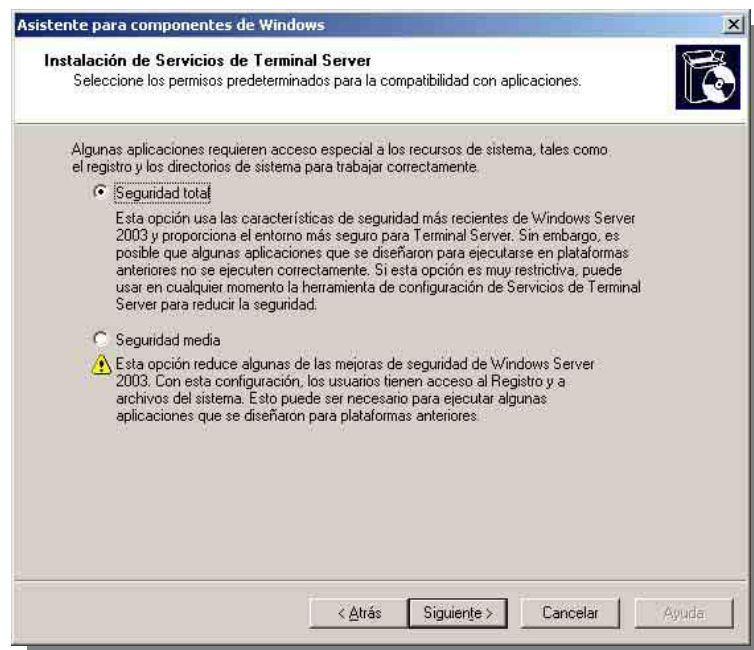 Asistente para componentes de Windows
Instalación de Servicios de Terminal Server
Seleccione los permisos predeterminados para la compatibilidad con aplicaciones.
Algunas aplicaciones requieren acceso especial a los recursos de sistema, tales como
el registro y los directorios de sistema para trabajar correctamente.
Seguridad total
Esta opción usa las características de seguridad más recientes de Windows Server
2003 y proporciona el entorno más seguro para Terminal Server. Sin embargo, es
posible que algunas aplicaciones que se diseñaron para ejecutarse en plataformas
anteriores no se ejecuten correctamente. Si esta opción es muy restrictiva, puede
usar en cualquier momento la herramienta de configuración de Servicios de Terminal
Server para reducir la seguridad.
Seguridad media
Esta opción reduce algunas de las mejoras de seguridad de Windows Server
2003. Con esta configuración, los usuarios tienen acceso al Registro y a
archivos del sistema. Esto puede ser necesario para ejecutar algunas
aplicaciones que se diseñaron para plataformas anteriores.
< Atrás
Siguiente >
Cancelar
Ayuda